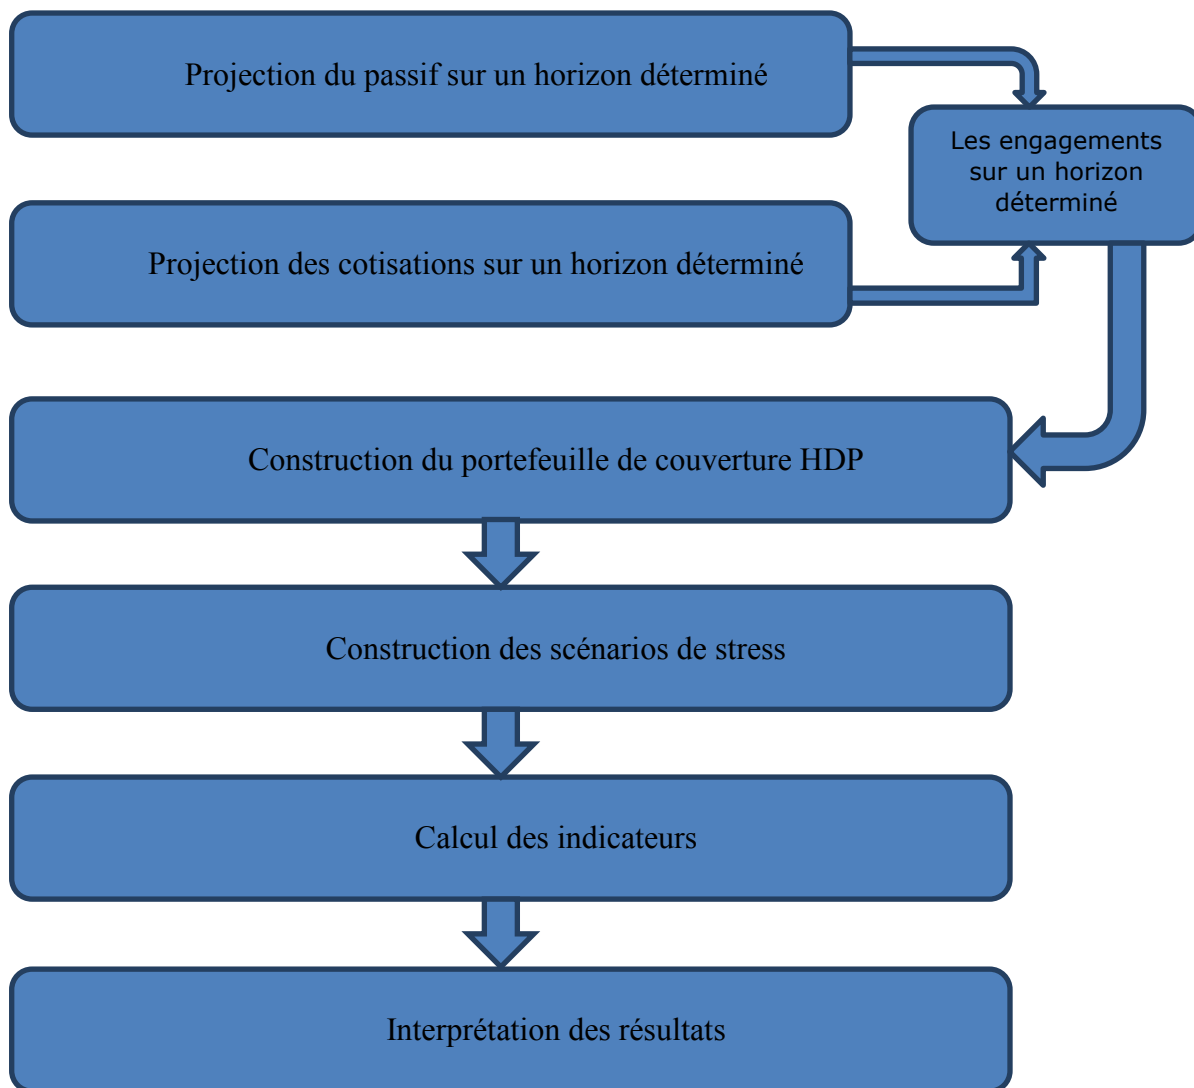 Projection du passif sur un horizon déterminé
Les engagements
sur un horizon
déterminé
Projection des cotisations sur un horizon déterminé
Construction du portefeuille de couverture HDP
Construction des scénarios de stress
Calcul des indicateurs
Interprétation des résultats